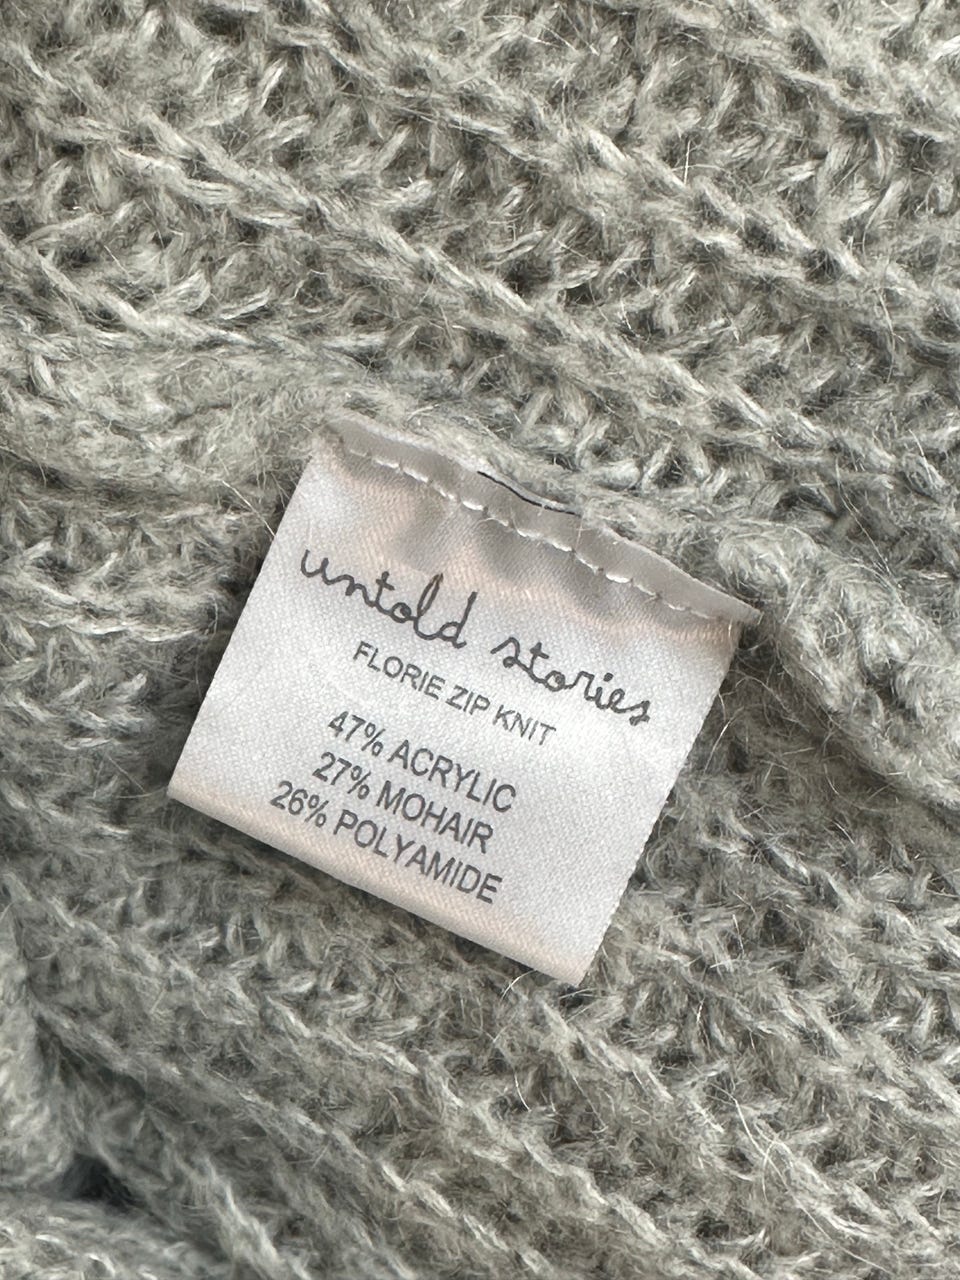 untold stories
FLORIE ZIP KNIT
47% ACRYLIC
27% MOHAIR
26% POLYAMIDE